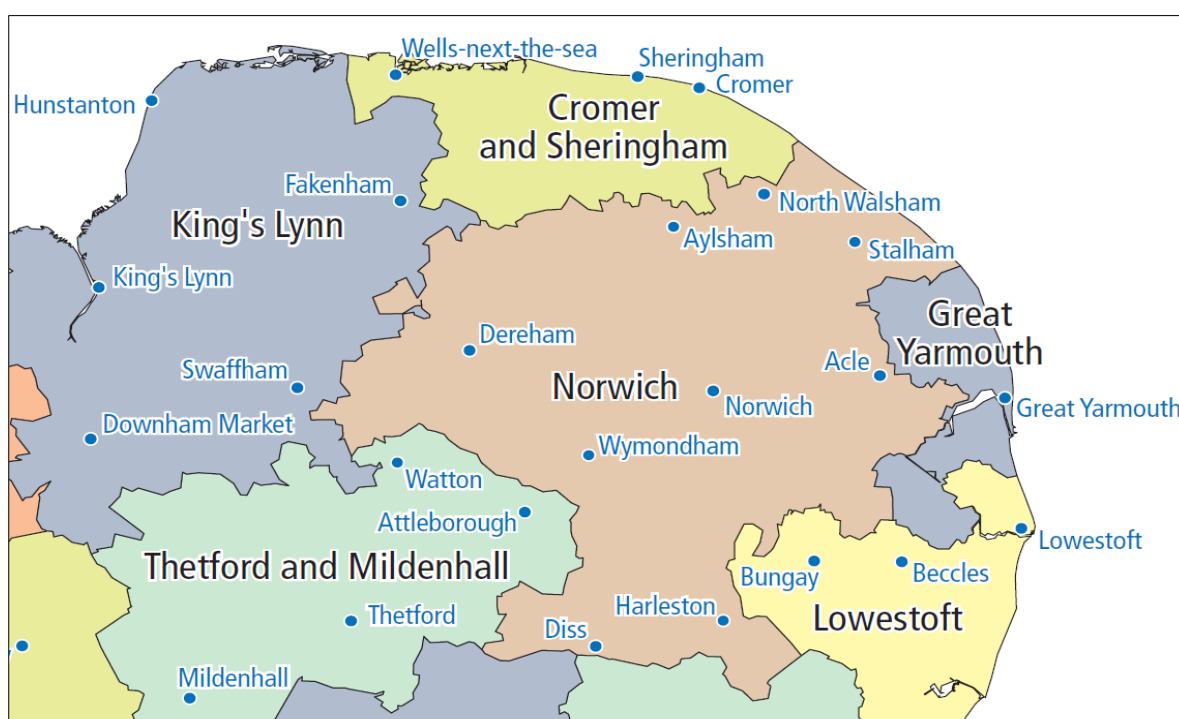 Wells-next-the-sea
Sheringham
Cromer
Hunstanton
Cromer
and Sheringham
Fakenham
North Walsham
King's Lynn
Aylsham
Stalham
King's Lynn
Great
Yarmouth
Dereham
Swaffham
Norwich
Acle
Norwich
Great Yarmouth
Downham Market
Wymondham
Watton
Attleborough
Lowestoft
Thetford and Mildenhall
Bungay
Beccles
Harleston
Lowestoft
Thetford
Diss
Mildenhall